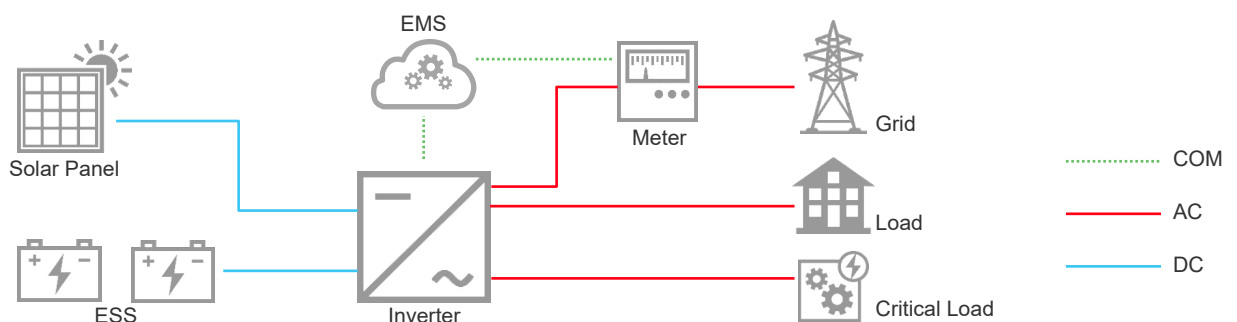 EMS
Solar Panel
Meter
Grid
Load
ESS
Inverter
Critical Load
COM
AC
DC